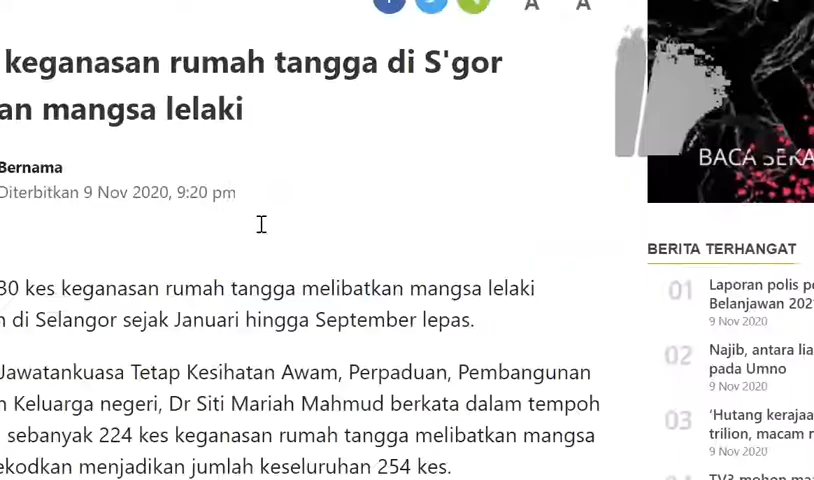 A A
keganasan rumah tangga di S'gor
an mangsa lelaki
Bernama
Diterbitkan 9 Nov 2020, 9:20 pm
BACA SEKA
BERITA TERHANGAT
30 kes keganasan rumah tangga melibatkan mangsa lelaki
n di Selangor sejak Januari hingga September lepas.
Jawatankuasa Tetap Kesihatan Awam, Perpaduan, Pembangunan
n Keluarga negeri, Dr Siti Mariah Mahmud berkata dalam tempoh
sebanyak 224 kes keganasan rumah tangga melibatkan mangsa
ekodkan menjadikan jumlah keseluruhan 254 kes.
01
Laporan polis p
Belanjawan 202
9 Nov 2020
02
Najib, antara lia
pada Umno
9 Nov 2020
03
'Hutang kerajaa
trilion, macam
9 Nov 2020
TV3 mohon ma